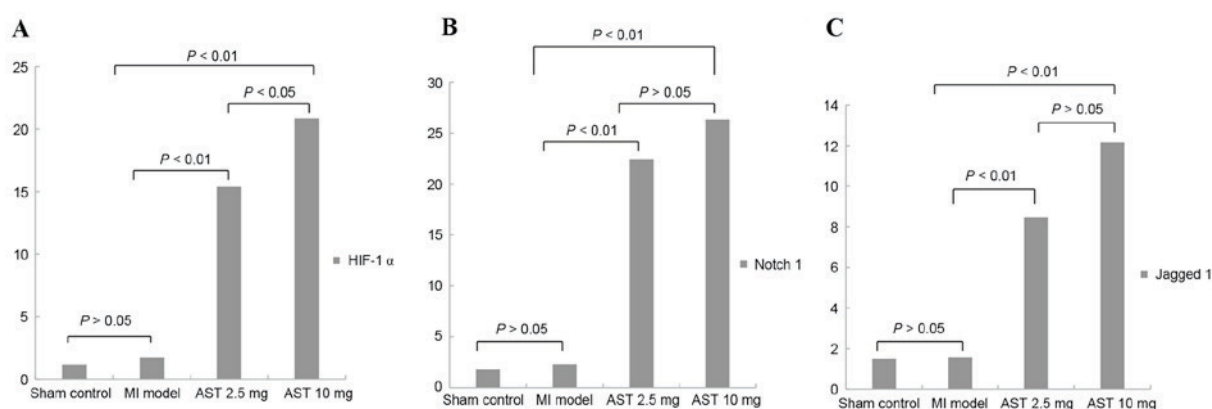 A
P < 0.01
25
P < 0.05
20
P < 0.01
15
10
HIF-1 α
5
P > 0.05
0
Sham control MI model AST 2.5 mg AST 10 mg
B
P < 0.01
30
P > 0.05
25
P < 0.01
20
15
Notch 1
10
5
P > 0.05
0
Sham control MI model AST 2.5 mg AST 10 mg
C
P < 0.01
14
P > 0.05
12
10
P < 0.01
8
6
Jagged 1
4
P > 0.05
2
0
Sham control MI model AST 2.5 mg AST 10 mg